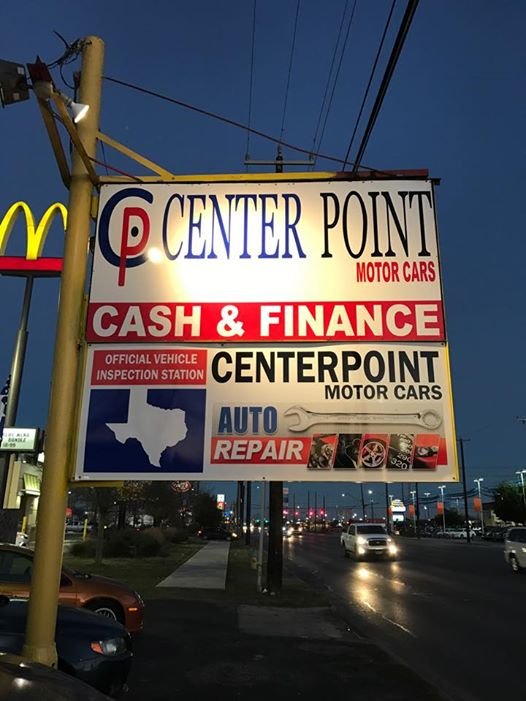 CP CENTER POINT
MOTOR CARS
CASH & FINANCE
OFFICIAL VEHICLE
INSPECTION STATION
CENTERPOINT
MOTOR CARS
AUTO
REPAIR